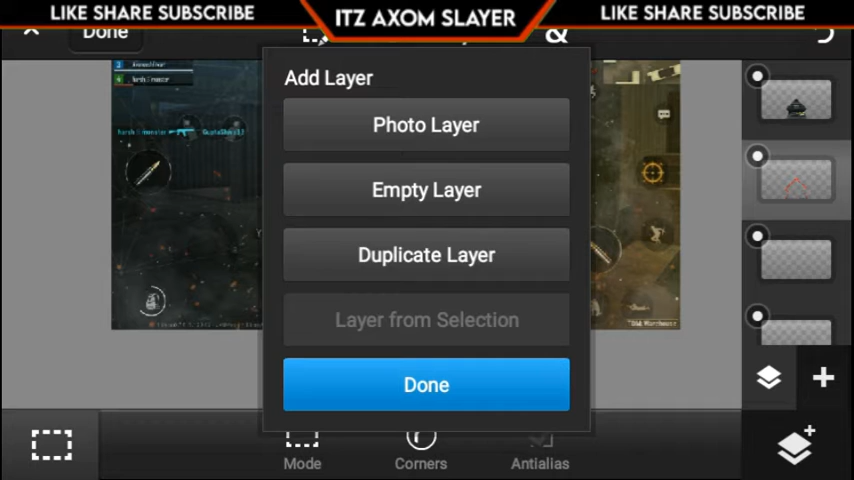 LIKE SHARE SUBSCRIBE
ITZ AXOM SLAYER
LIKE SHARE SUBSCRIBE
Done
&
Add Layer
Photo Layer
Empty Layer
Duplicate Layer
Layer from Selection
Done
Mode
Corners
Antialias